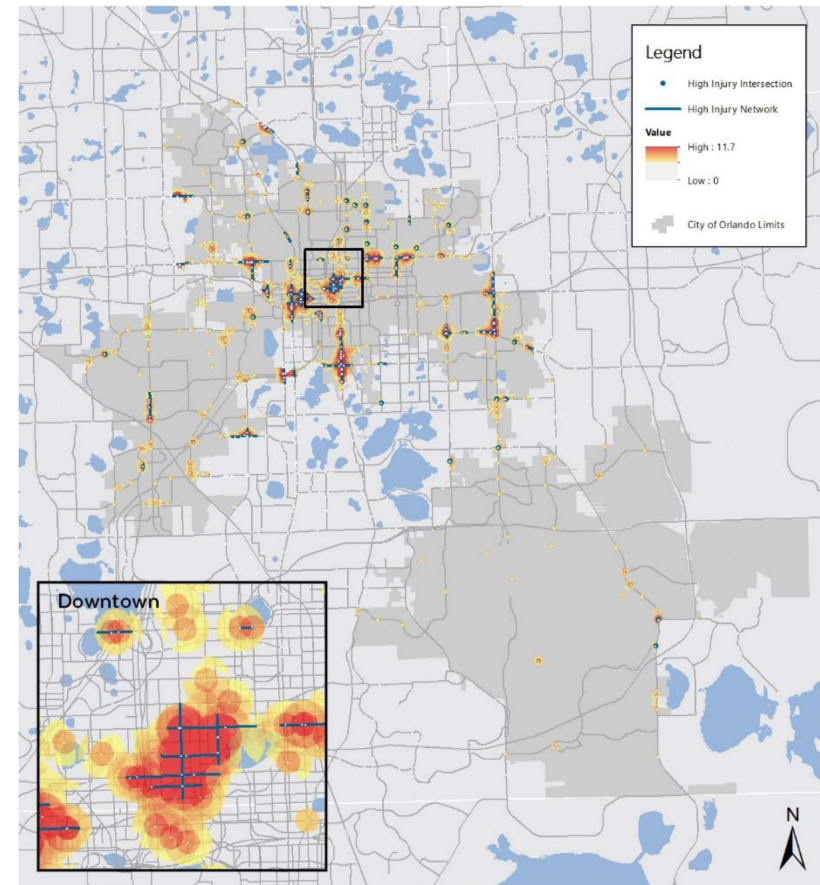 Legend
High Injury Intersection
High Injury Network
Value
High : 11.7
Low : 0
City of Orlando Limits
Downtown
N